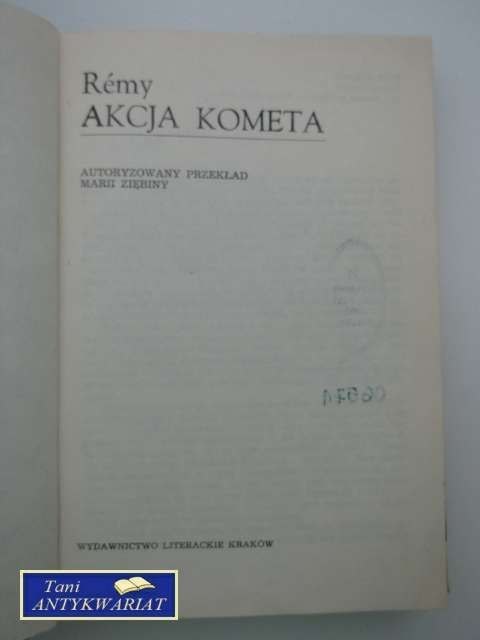 Rémy
AKCJA KOMETA
AUTORYZOWANY PRZEKŁAD
MARII ZIĘBINY
WYDAWNICTWO LITERACKIE KRAKÓW
Tani
ANTYKWARIAT